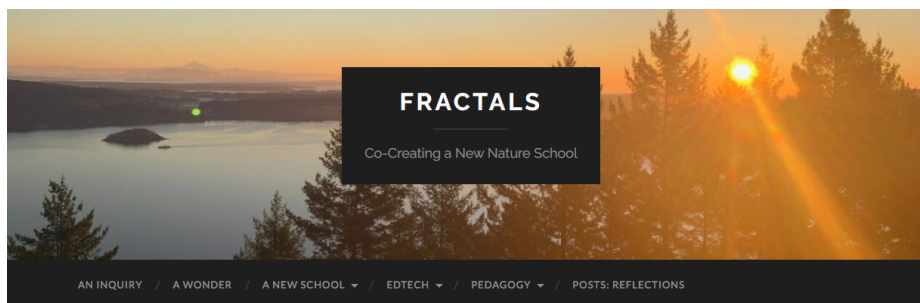 FRACTALS
Co-Creating a New Nature School
AN INQUIRY / A WONDER / A NEW SCHOOL / EDTECH / PEDAGOGY / POSTS: REFLECTIONS